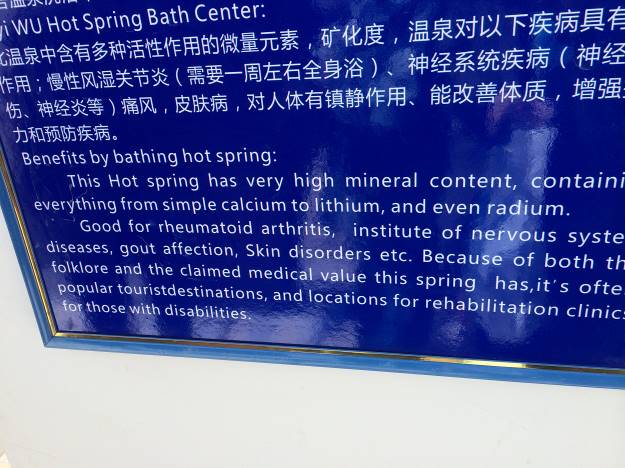 yi WU Hot Spring Bath Center:
温泉中含有多种活性作用的微量元素，矿化度，温泉对以下疾病具有
作用；慢性风湿关节炎（需要一周左右全身浴）、神经系统疾病（神经
伤、神经炎等）痛风，皮肤病，对人体有镇静作用、能改善体质，增强
力和预防疾病。
Benefits by bathing hot spring:
This Hot spring has very high mineral content, containi
everything from simple calcium to lithium, and even radium.
Good for rheumatoid arthritis, institute of nervous syste
diseases, gout affection, Skin disorders etc. Because of both th
folklore and the claimed medical value this spring has,it's ofte
popular touristdestinations, and locations for rehabilitation clinics
for those with disabilities.